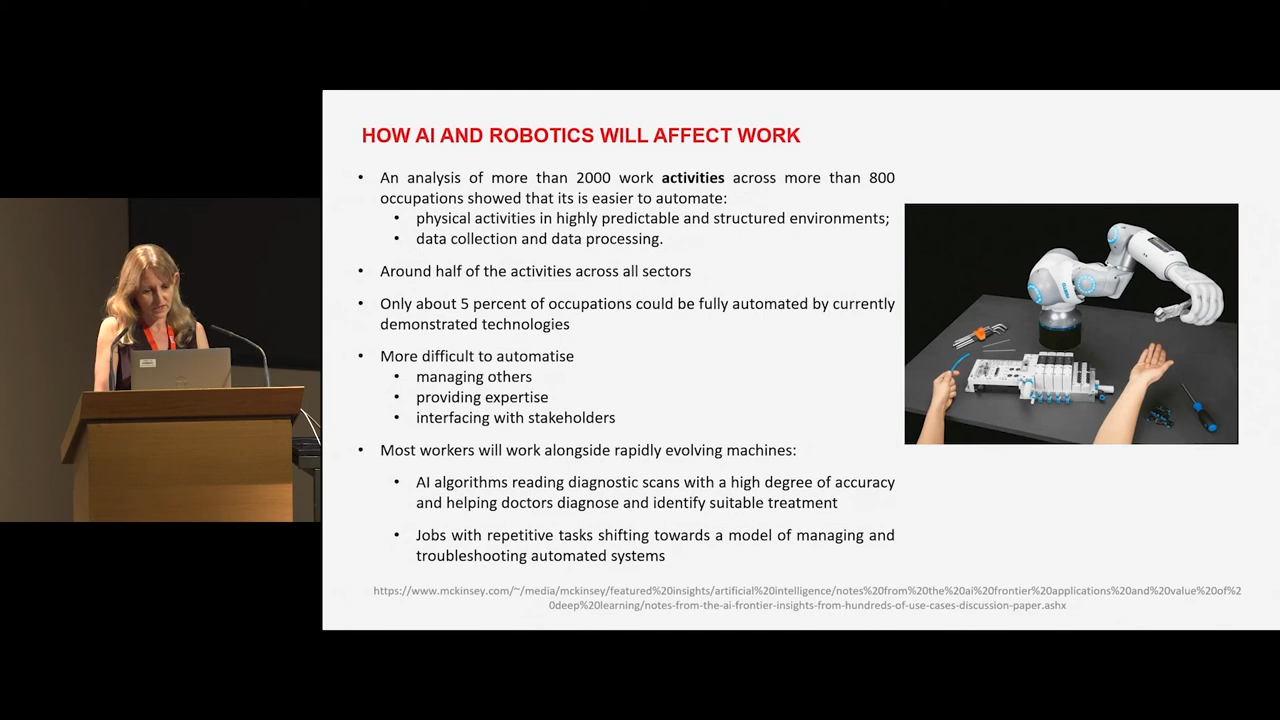 HOW AI AND ROBOTICS WILL AFFECT WORK
• An analysis of more than 2000 work activities across more than 800
occupations showed that its is easier to automate:
• physical activities in highly predictable and structured environments;
• data collection and data processing.
• Around half of the activities across all sectors
• Only about 5 percent of occupations could be fully automated by currently
demonstrated technologies
• More difficult to automatise
• managing others
• providing expertise
• interfacing with stakeholders
• Most workers will work alongside rapidly evolving machines:
• AI algorithms reading diagnostic scans with a high degree of accuracy
and helping doctors diagnose and identify suitable treatment
• Jobs with repetitive tasks shifting towards a model of managing and
troubleshooting automated systems
https://www.mckinsey.com/~/media/mckinsey/featured%20insights/artificial%20intelligence/notes%20from%20the%20ai%20frontier%20applications%20and%20value%20of%2
0deep%20learning/notes-from-the-ai-frontier-insights-from-hundreds-of-use-cases-discussion-paper.ashx